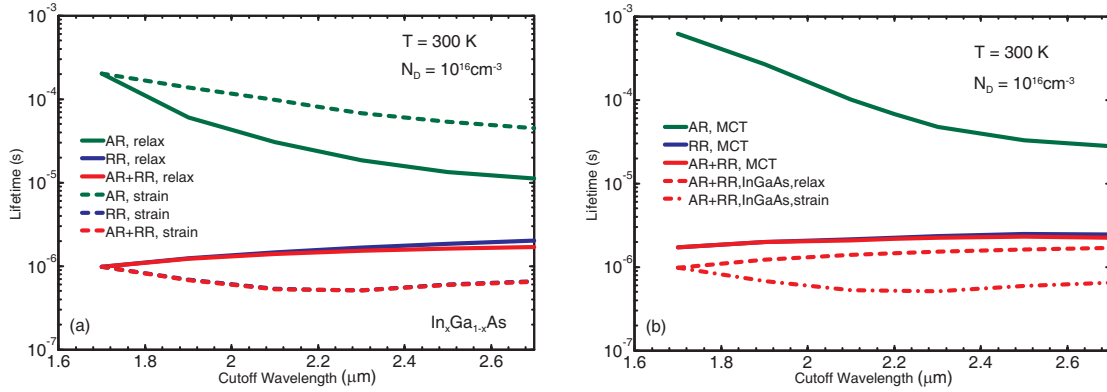 10⁻³
T = 300 K
N_D = 10¹⁶cm⁻³
10⁻⁴
AR, relax
RR, relax
AR+RR, relax
AR, strain
RR, strain
AR+RR, strain
10⁻⁵
Lifetime (s)
10⁻⁶
(a)
In_xGa_1-xAs
10⁻⁷
1.6 1.8 2 2.2 2.4 2.6
Cutoff Wavelength (μm)
10⁻³
T = 300 K
N_D = 10¹⁶cm⁻³
10⁻⁴
AR, MCT
RR, MCT
AR+RR, MCT
AR+RR,InGaAs,relax
AR+RR,InGaAs,strain
10⁻⁵
Lifetime (s)
10⁻⁶
(b)
10⁻⁷
1.6 1.8 2 2.2 2.4 2.6
Cutoff Wavelength (μm)